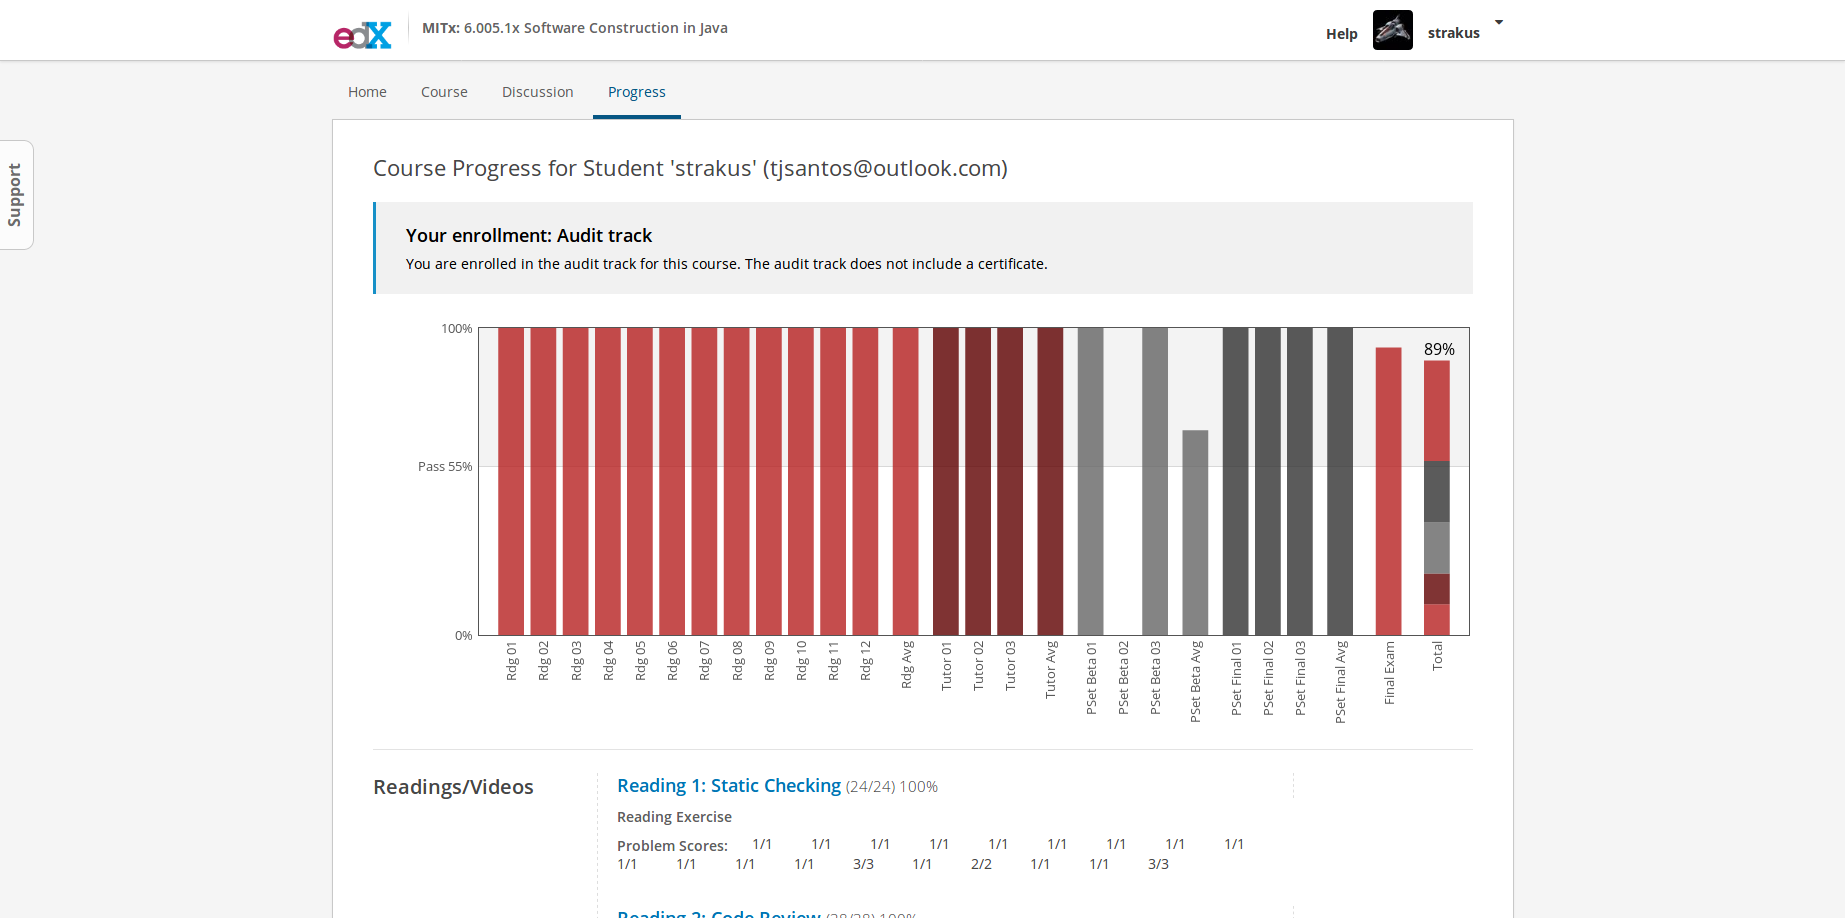 edX
MITx: 6.005.1x Software Construction in Java
Help
strakus
Home
Course
Discussion
Progress
Support
Course Progress for Student 'strakus' (tjsantos@outlook.com)
Your enrollment: Audit track
You are enrolled in the audit track for this course. The audit track does not include a certificate.
100%
89%
Pass 55%
0%
Rdg 01
Rdg 02
Rdg 03
Rdg 04
Rdg 05
Rdg 06
Rdg 07
Rdg 08
Rdg 09
Rdg 10
Rdg 11
Rdg 12
Rdg Avg
Tutor 01
Tutor 02
Tutor 03
Tutor Avg
PSet Beta 01
PSet Beta 02
PSet Beta 03
PSet Beta Avg
PSet Final 01
PSet Final 02
PSet Final 03
PSet Final Avg
Final Exam
Total
Readings/Videos
Reading 1: Static Checking (24/24) 100%
Reading Exercise
Problem Scores: 1/1 1/1 1/1 1/1 1/1 1/1 1/1 1/1 1/1
1/1 1/1 1/1 1/1 3/3 1/1 2/2 1/1 1/1 3/3
Reading 2: Code Review (28/28) 100%